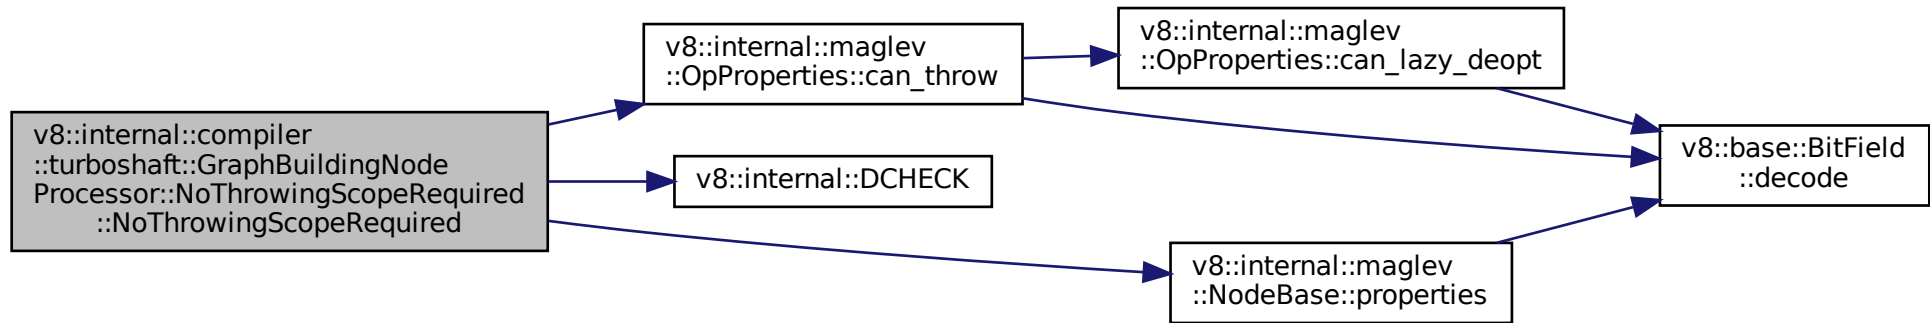 v8::internal::compiler
::turboshaft::GraphBuildingNode
Processor::NoThrowingScopeRequired
::NoThrowingScopeRequired
v8::internal::maglev
::OpProperties::can_throw
v8::internal::DCHECK
v8::internal::maglev
::OpProperties::can_lazy_deopt
v8::internal::maglev
::NodeBase::properties
v8::base::BitField
::decode